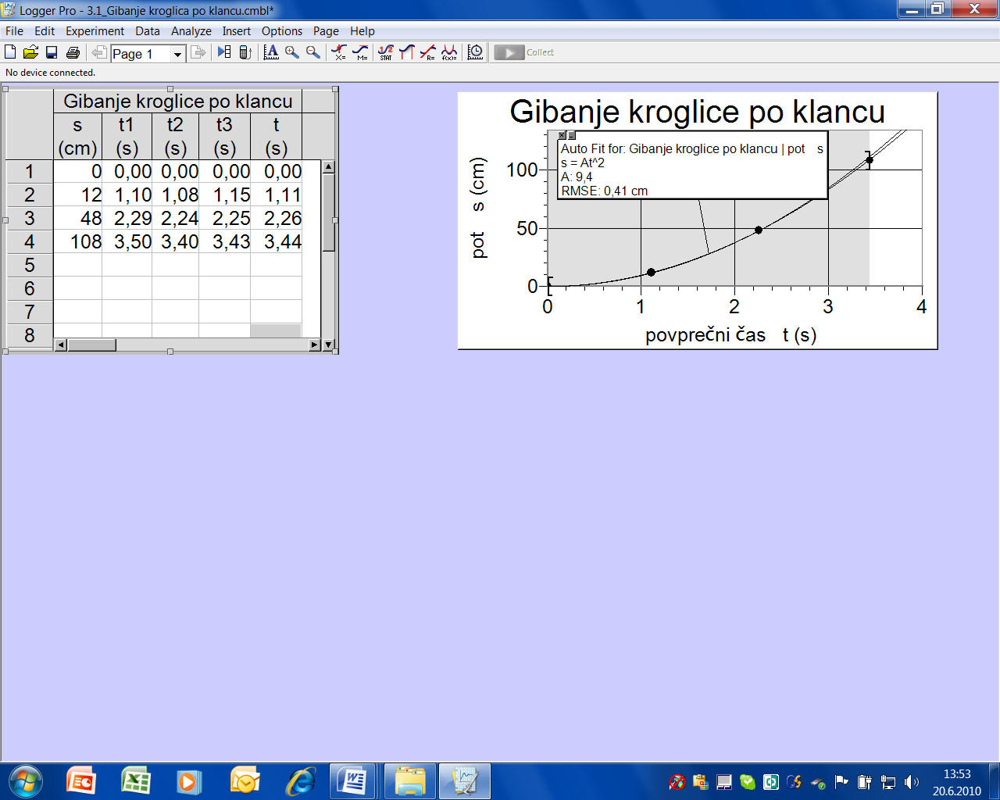 Logger Pro - 3.1_Gibanje kroglica po klancu.cmbl*
File Edit Experiment Data Analyze Insert Options Page Help
Page 1 X= M= STAT R= f(x)= Collect
No device connected.
Gibanje kroglice po klancu
s t1 t2 t3 t
(cm) (s) (s) (s) (s)
1 0 0,00 0,00 0,00 0,00
2 12 1,10 1,08 1,15 1,11
3 48 2,29 2,24 2,25 2,26
4 108 3,50 3,40 3,43 3,44
5
6
7
8
Gibanje kroglice po klancu
Auto Fit for: Gibanje kroglice po klancu | pot s
s = At^2
A: 9,4
RMSE: 0,41 cm
pot s (cm)
100
50
0
0 1 2 3 4
povprečni čas t (s)
13:53
20.6.2010